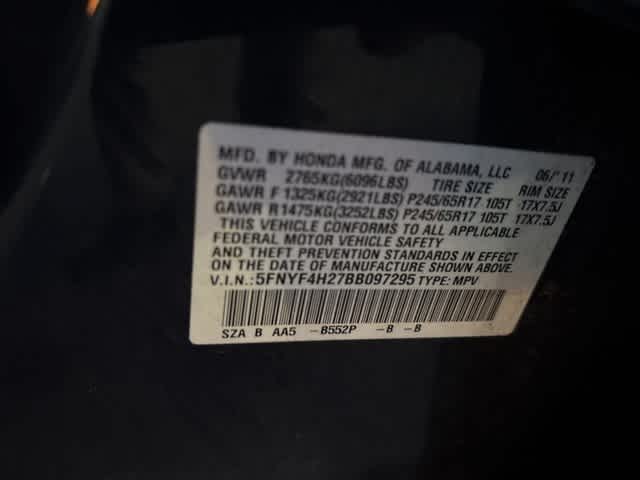 MFD. BY HONDA MFG. OF ALABAMA, LLC 06/'11
GVWR 2765KG(6096LBS) TIRE SIZE RIM SIZE
GAWR F 1325KG(2921LBS) P245/65R17 105T 17X7.5J
GAWR R1475KG(3252LBS) P245/65R17 105T 17X7.5J
THIS VEHICLE CONFORMS TO ALL APPLICABLE
FEDERAL MOTOR VEHICLE SAFETY
AND THEFT PREVENTION STANDARDS IN EFFECT
ON THE DATE OF MANUFACTURE SHOWN ABOVE.
V.I.N.:5FNYF4H27BB097295 TYPE: MPV
SZA B AA5 -B552P -B -B